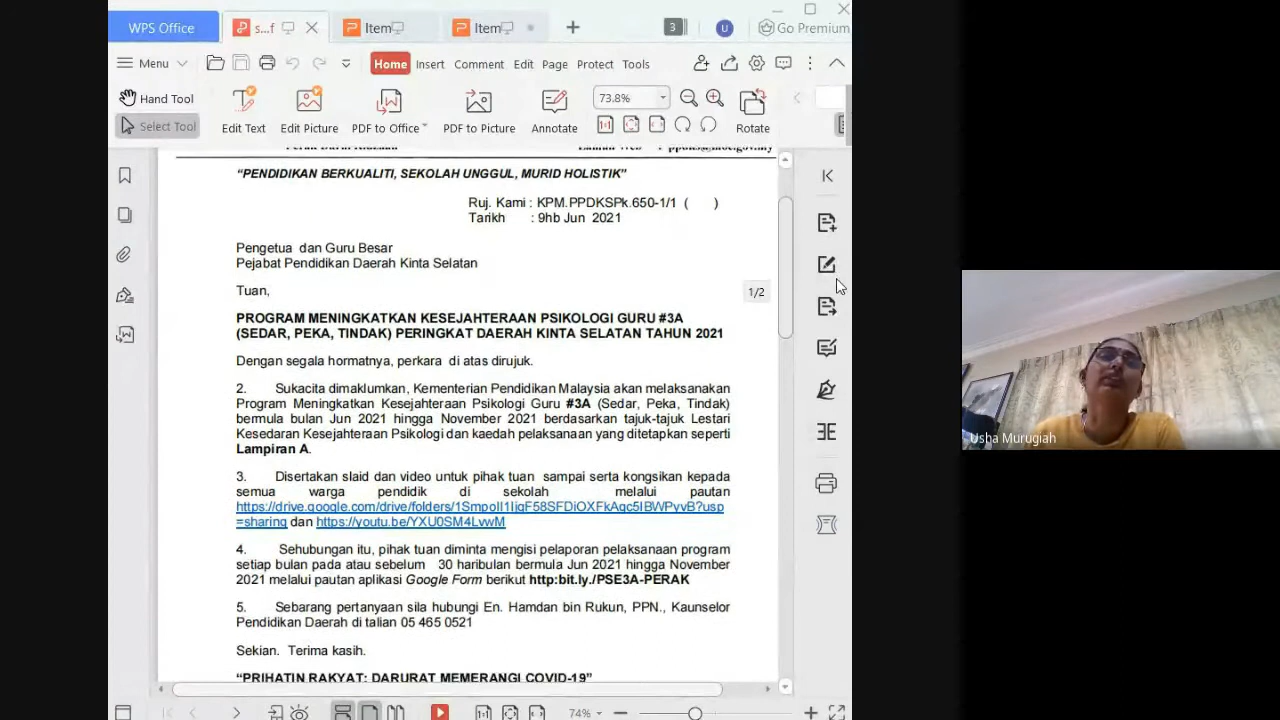 WPS Office
s...f
Item
Item
3
U
Go Premium
Menu
Home
Insert
Comment
Edit
Page
Protect
Tools
Hand Tool
Select Tool
Edit Text
Edit Picture
PDF to Office
PDF to Picture
Annotate
73.8%
Rotate
“PENDIDIKAN BERKUALITI, SEKOLAH UNGGUL, MURID HOLISTIK”
Ruj. Kami : KPM.PPDKSPk.650-1/1 ( )
Tarikh : 9hb Jun 2021
Pengetua dan Guru Besar
Pejabat Pendidikan Daerah Kinta Selatan
Tuan,
1/2
PROGRAM MENINGKATKAN KESEJAHTERAAN PSIKOLOGI GURU #3A
(SEDAR, PEKA, TINDAK) PERINGKAT DAERAH KINTA SELATAN TAHUN 2021
Dengan segala hormatnya, perkara di atas dirujuk.
2. Sukacita dimaklumkan, Kementerian Pendidikan Malaysia akan melaksanakan
Program Meningkatkan Kesejahteraan Psikologi Guru #3A (Sedar, Peka, Tindak)
bermula bulan Jun 2021 hingga November 2021 berdasarkan tajuk-tajuk Lestari
Kesedaran Kesejahteraan Psikologi dan kaedah pelaksanaan yang ditetapkan seperti
Lampiran A.
3. Disertakan slaid dan video untuk pihak tuan sampai serta kongsikan kepada
semua warga pendidik di sekolah melalui pautan
https://drive.google.com/drive/folders/1SmpoII1IjgF58SFDiOXFkAqc5IBWPyvB?usp
=sharing dan https://youtu.be/YXU0SM4LvwM
4. Sehubungan itu, pihak tuan diminta mengisi pelaporan pelaksanaan program
setiap bulan pada atau sebelum 30 haribulan bermula Jun 2021 hingga November
2021 melalui pautan aplikasi Google Form berikut http:bit.ly./PSE3A-PERAK
5. Sebarang pertanyaan sila hubungi En. Hamdan bin Rukun, PPN., Kaunselor
Pendidikan Daerah di talian 05 465 0521
Sekian. Terima kasih.
“PRIHATIN RAKYAT: DARURAT MEMERANGI COVID-19”
74%
Usha Murugiah